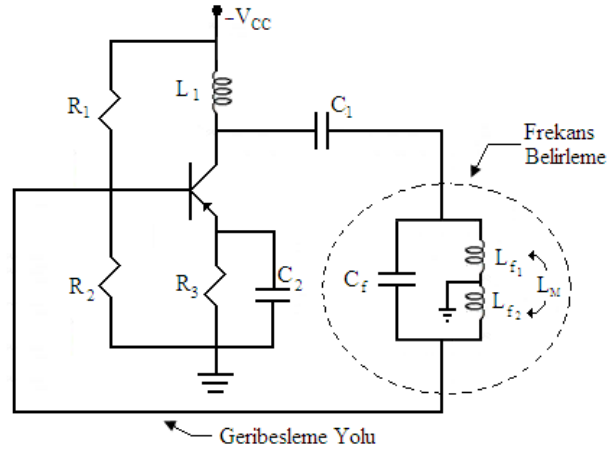 -V_CC
L_1
R_1
C_1
Frekans
Belirleme
R_2
R_3
C_2
C_f
L_f1
L_M
L_f2
Geribesleme Yolu